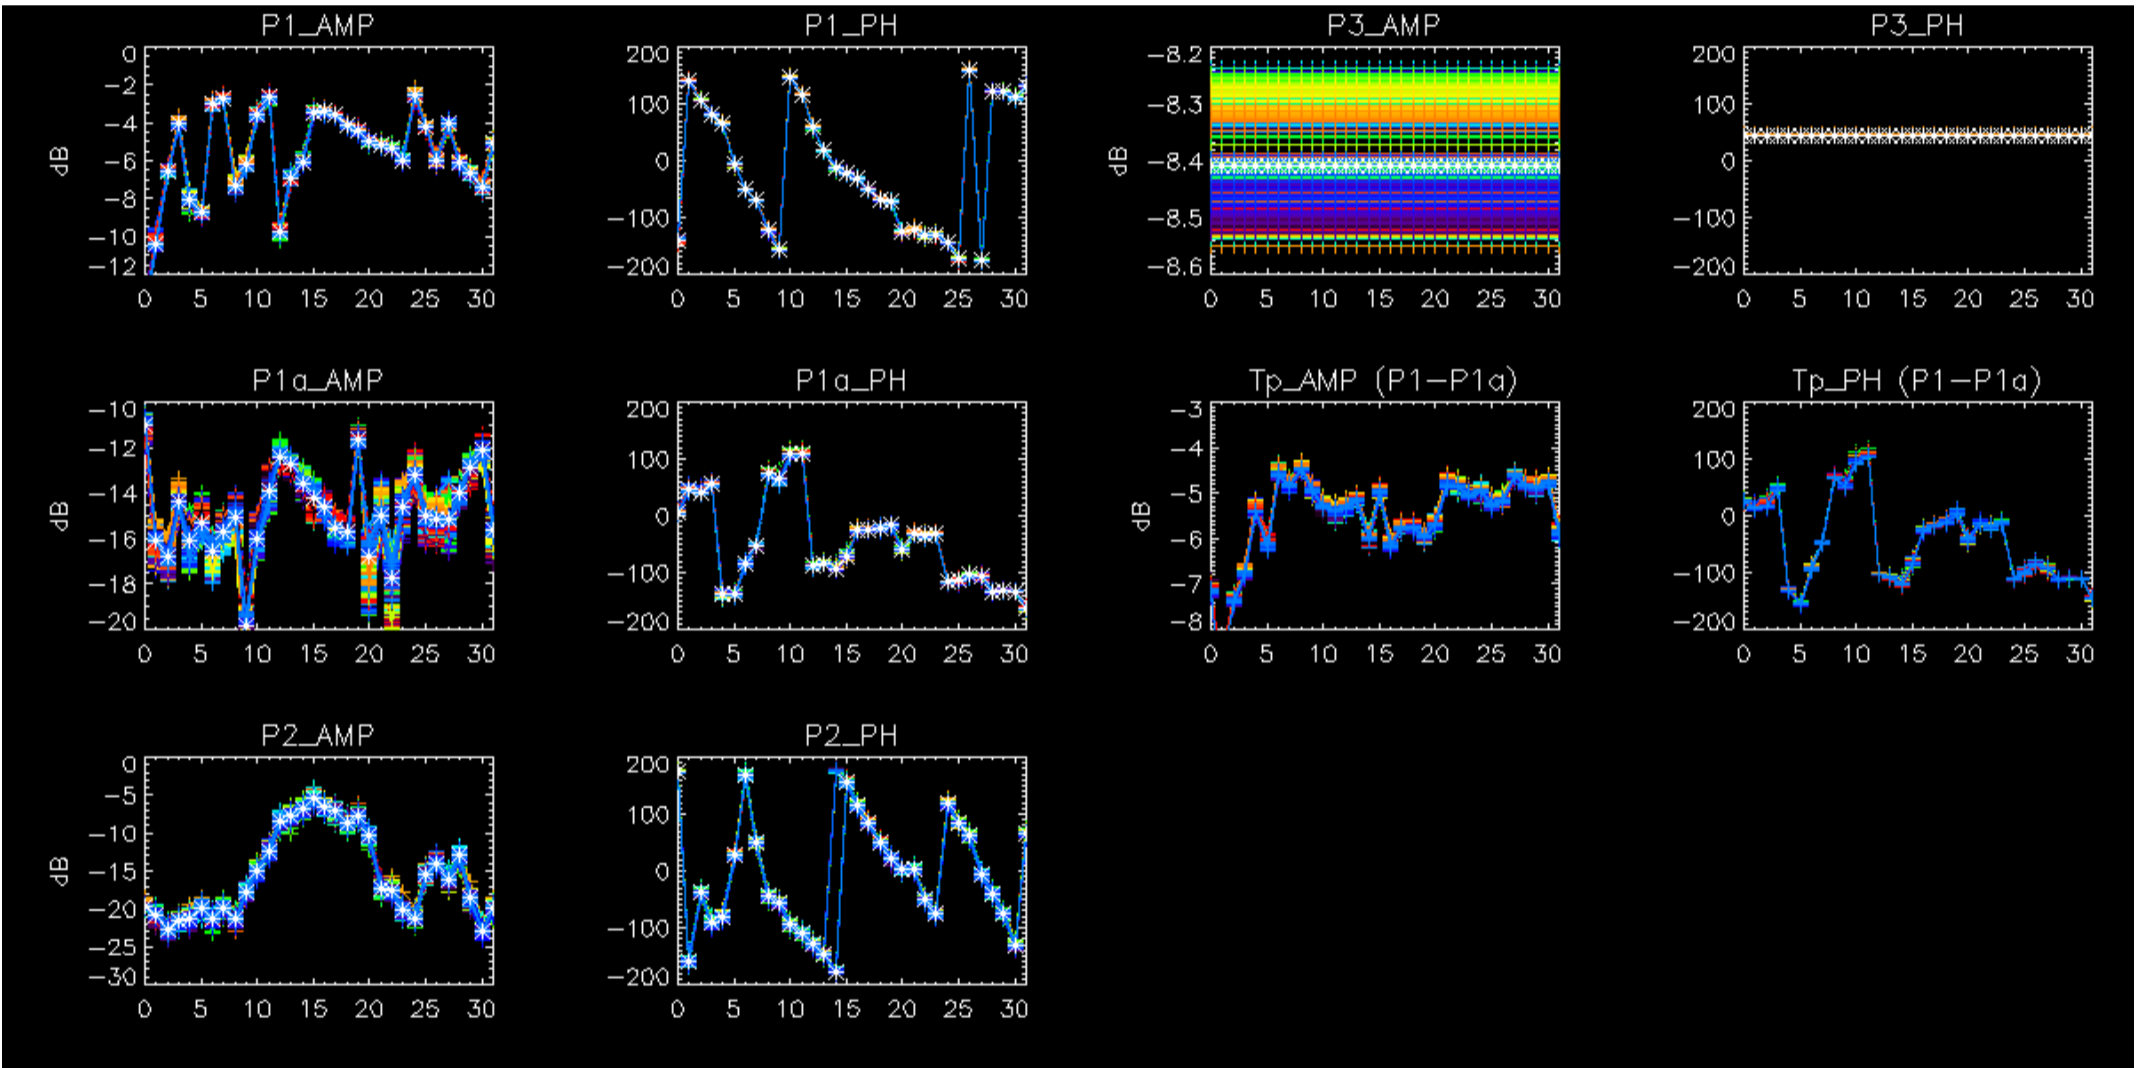 P1_AMP
0
−2
−4
−6
−8
−10
−12
dB
0 5 10 15 20 25 30
P1_PH
200
100
0
−100
−200
0 5 10 15 20 25 30
P3_AMP
−8.2
−8.3
−8.4
−8.5
−8.6
dB
0 5 10 15 20 25 30
P3_PH
200
100
0
−100
−200
0 5 10 15 20 25 30
P1a_AMP
−10
−12
−14
−16
−18
−20
dB
0 5 10 15 20 25 30
P1a_PH
200
100
0
−100
−200
0 5 10 15 20 25 30
Tp_AMP (P1−P1a)
−3
−4
−5
−6
−7
−8
dB
0 5 10 15 20 25 30
Tp_PH (P1−P1a)
200
100
0
−100
−200
0 5 10 15 20 25 30
P2_AMP
0
−5
−10
−15
−20
−25
−30
dB
0 5 10 15 20 25 30
P2_PH
200
100
0
−100
−200
0 5 10 15 20 25 30